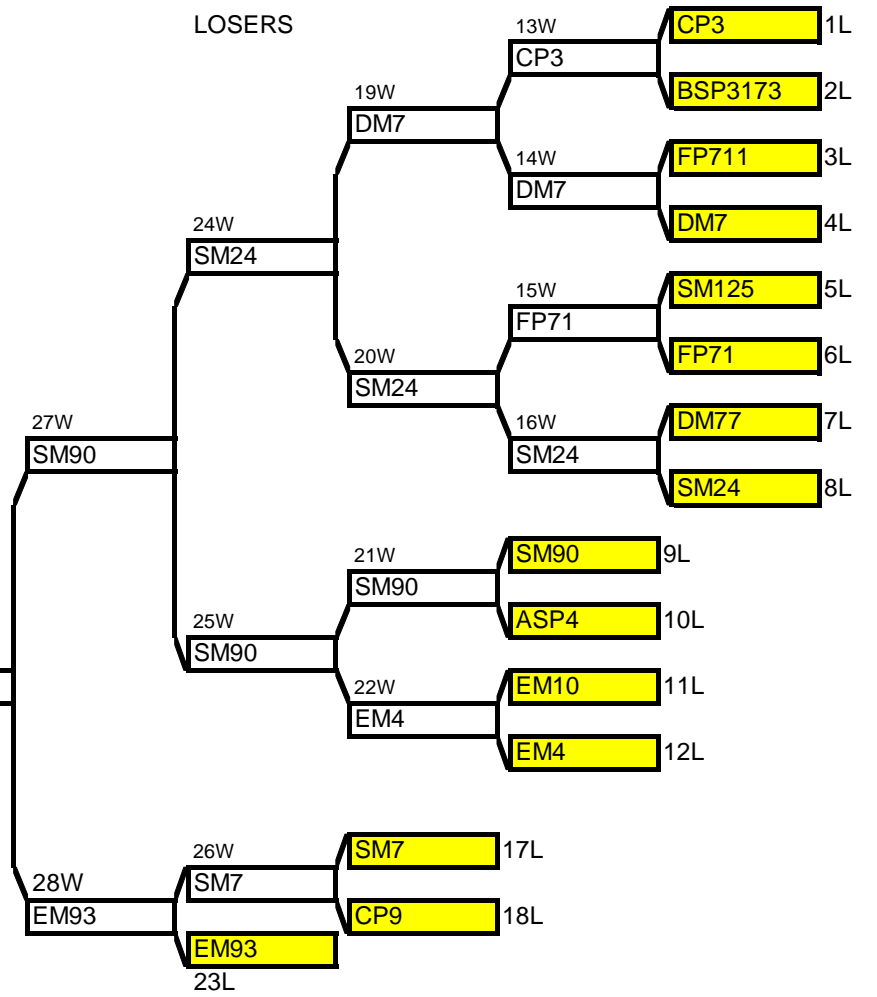 LOSERS
13W
CP3 1L
CP3
BSP3173 2L
19W
DM7
14W
FP711 3L
DM7
DM7 4L
24W
SM24
15W
SM125 5L
FP71
20W
FP71 6L
SM24
16W
DM77 7L
27W
SM90
SM24
SM24 8L
21W
SM90 9L
SM90
25W
ASP4 10L
SM90
22W
EM10 11L
EM4
EM4 12L
26W
SM7 17L
28W
SM7
EM93
CP9 18L
EM93
23L